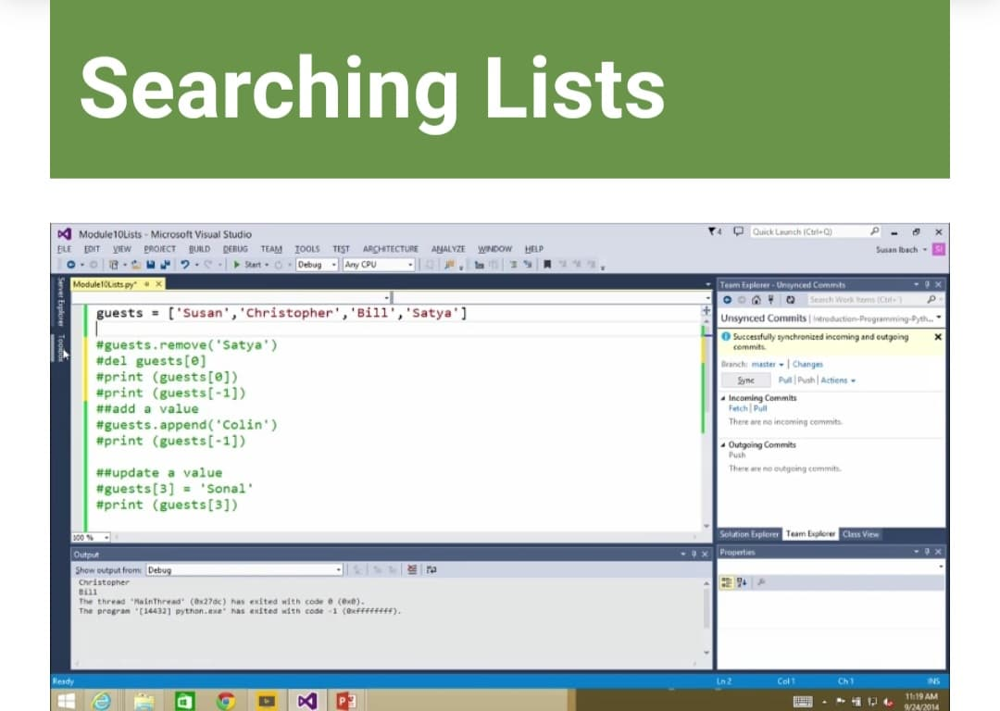 Searching Lists
Module10Lists - Microsoft Visual Studio
4
Quick Launch (Ctrl+Q)
FILE EDIT VIEW PROJECT BUILD DEBUG TEAM TOOLS TEST ARCHITECTURE ANALYZE WINDOW HELP
Susan Ibach
SI
Start Debug Any CPU
Server Explorer
Toolbox
Module10Lists.py*
guests = ['Susan','Christopher','Bill','Satya']
#guests.remove('Satya')
#del guests[0]
#print (guests[0])
#print (guests[-1])
##add a value
#guests.append('Colin')
#print (guests[-1])
##update a value
#guests[3] = 'Sonal'
#print (guests[3])
100 %
Output
Show output from: Debug
Christopher
Bill
The thread 'MainThread' (0x27dc) has exited with code 0 (0x0).
The program '[14432] python.exe' has exited with code -1 (0xffffffff).
Team Explorer - Unsynced Commits
Search Work Items (Ctrl+')
Unsynced Commits | Introduction-Programming-Pyth...
Successfully synchronized incoming and outgoing
commits.
Branch: master | Changes
Sync Pull | Push | Actions
Incoming Commits
Fetch | Pull
There are no incoming commits.
Outgoing Commits
Push
There are no outgoing commits.
Solution Explorer Team Explorer Class View
Properties
Ready
Ln 2 Col 1 Ch 1 INS
11:19 AM
9/24/2014